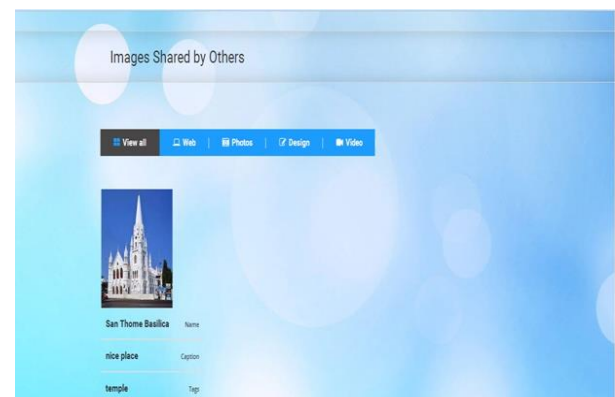 Images Shared by Others
View all Web | Photos | Design | Video
San Thome Basilica Name
nice place Caption
temple Tags